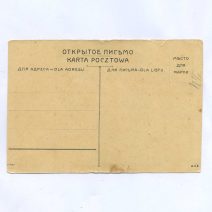 ОТКРЫТОЕ ПИСЬМО
KARTA POCZTOWA
ДЛЯ АДРЕСА—DLA ADRESU
ДЛЯ ПИСЬМА-DLA LISTU
МѢСТО
ДЛЯ
МАРКИ